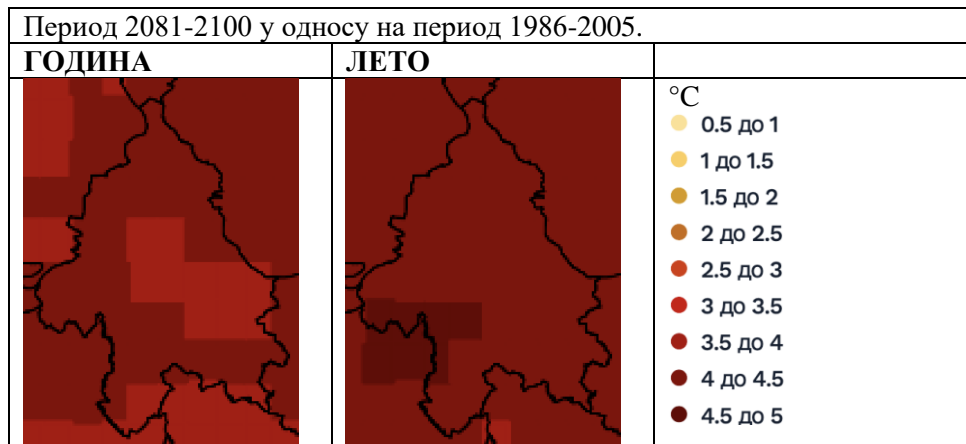 Период 2081-2100 у односу на период 1986-2005.
ГОДИНА
ЛЕТО
°C
0.5 до 1
1 до 1.5
1.5 до 2
2 до 2.5
2.5 до 3
3 до 3.5
3.5 до 4
4 до 4.5
4.5 до 5